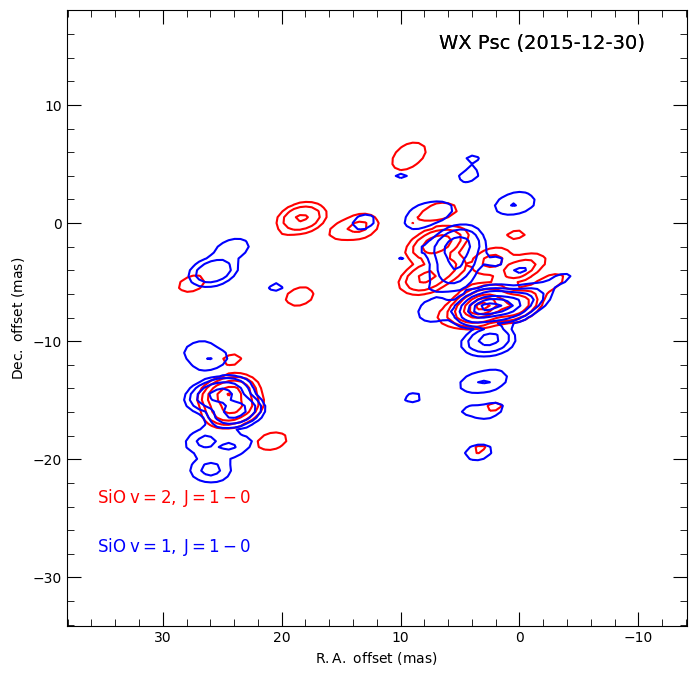 WX Psc (2015-12-30)
10
0
−10
−20
−30
Dec. offset (mas)
SiO v = 2, J = 1 − 0
SiO v = 1, J = 1 − 0
30 20 10 0 −10
R. A. offset (mas)